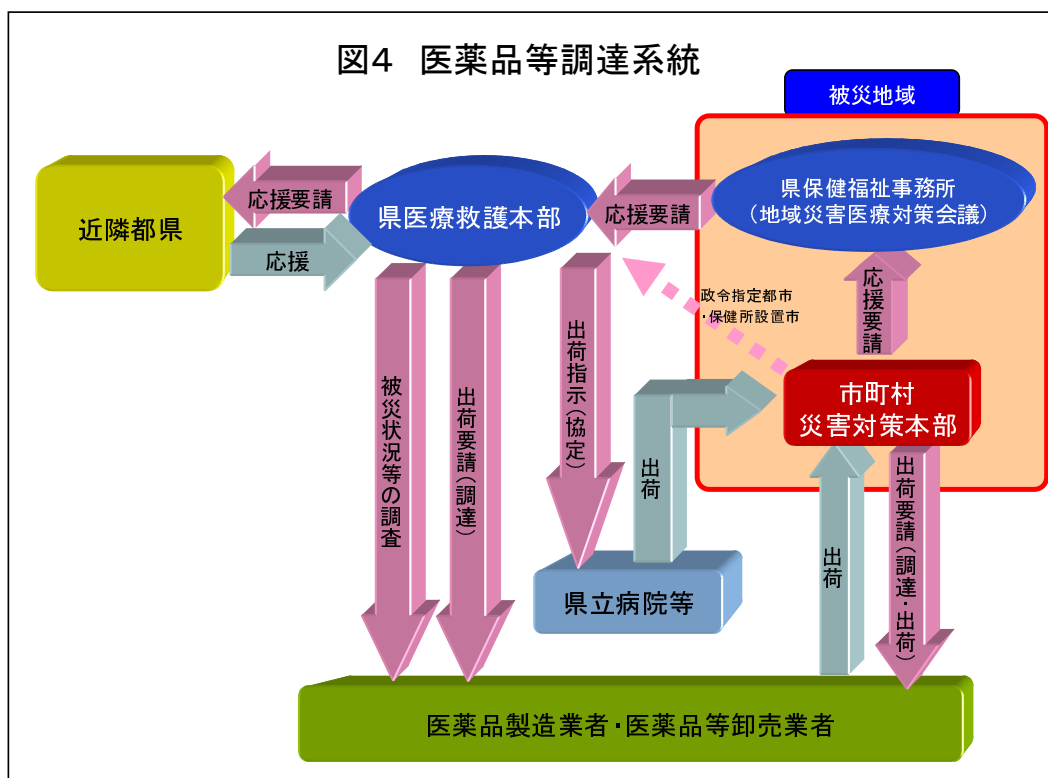 図4 医薬品等調達系統
被災地域
近隣都県
応援要請
応援
県医療救護本部
応援要請
県保健福祉事務所
（地域災害医療対策会議）
政令指定都市
・保健所設置市
応援要請
市町村
災害対策本部
被災状況等の調査
出荷要請（調達）
出荷指示（協定）
出荷
県立病院等
出荷
出荷要請（調達・出荷）
医薬品製造業者・医薬品等卸売業者